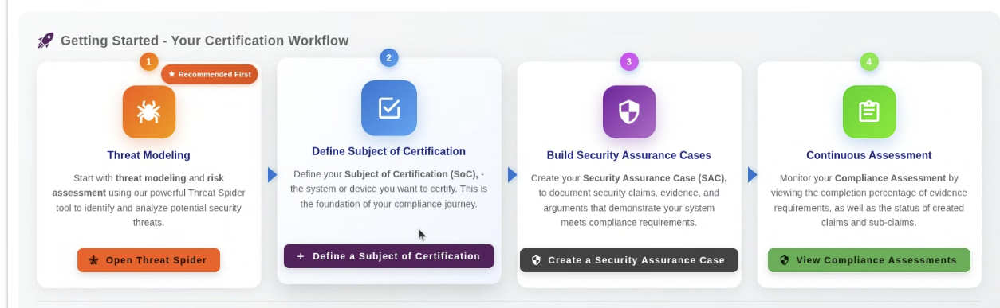 Getting Started - Your Certification Workflow
1
Recommended First
Threat Modeling
Start with threat modeling and risk
assessment using our powerful Threat Spider
tool to identify and analyze potential security
threats.
Open Threat Spider
2
Define Subject of Certification
Define your Subject of Certification (SoC), -
the system or device you want to certify. This is
the foundation of your compliance journey.
+ Define a Subject of Certification
3
Build Security Assurance Cases
Create your Security Assurance Case (SAC),
to document security claims, evidence, and
arguments that demonstrate your system
meets compliance requirements.
Create a Security Assurance Case
4
Continuous Assessment
Monitor your Compliance Assessment by
viewing the completion percentage of evidence
requirements, as well as the status of created
claims and sub-claims.
View Compliance Assessments